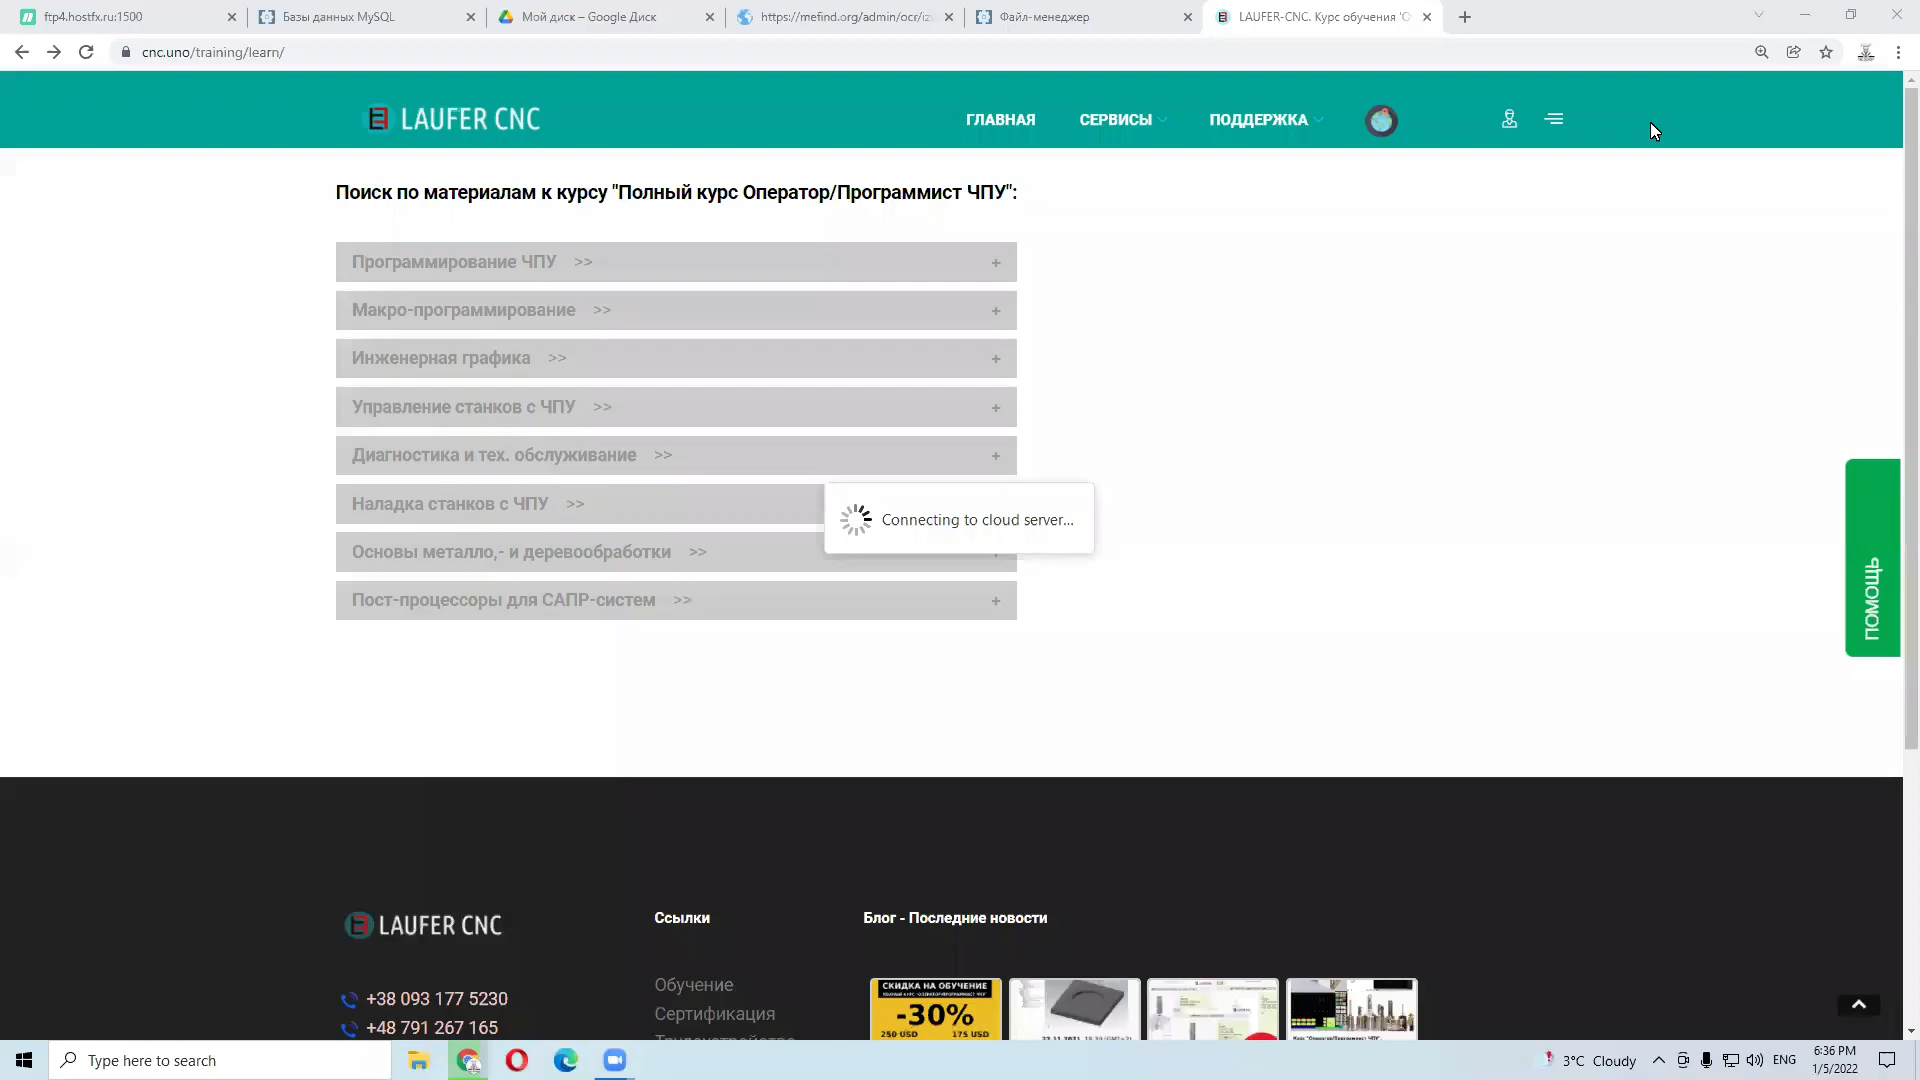 ftp4.hostfx.ru:1500
Базы данных MySQL
Мой диск – Google Диск
https://mefind.org/admin/ocr/iz
Файл-менеджер
LAUFER-CNC. Курс обучения 'О
cnc.uno/training/learn/
LAUFER CNC
ГЛАВНАЯ
СЕРВИСЫ
ПОДДЕРЖКА
Поиск по материалам к курсу "Полный курс Оператор/Программист ЧПУ":
Программирование ЧПУ >> +
Макро-программирование >> +
Инженерная графика >> +
Управление станков с ЧПУ >> +
Диагностика и тех. обслуживание >> +
Наладка станков с ЧПУ >>
Connecting to cloud server...
Основы металло,- и деревообработки >>
Пост-процессоры для САПР-систем >> +
ПОМОЩЬ
LAUFER CNC
Ссылки
Блог - Последние новости
+38 093 177 5230
+48 791 267 165
Обучение
Сертификация
Трудоустройство
СКИДКА НА ОБУЧЕНИЕ
-30%
250 USD 175 USD
Type here to search
3°C Cloudy
ENG
6:36 PM
1/5/2022